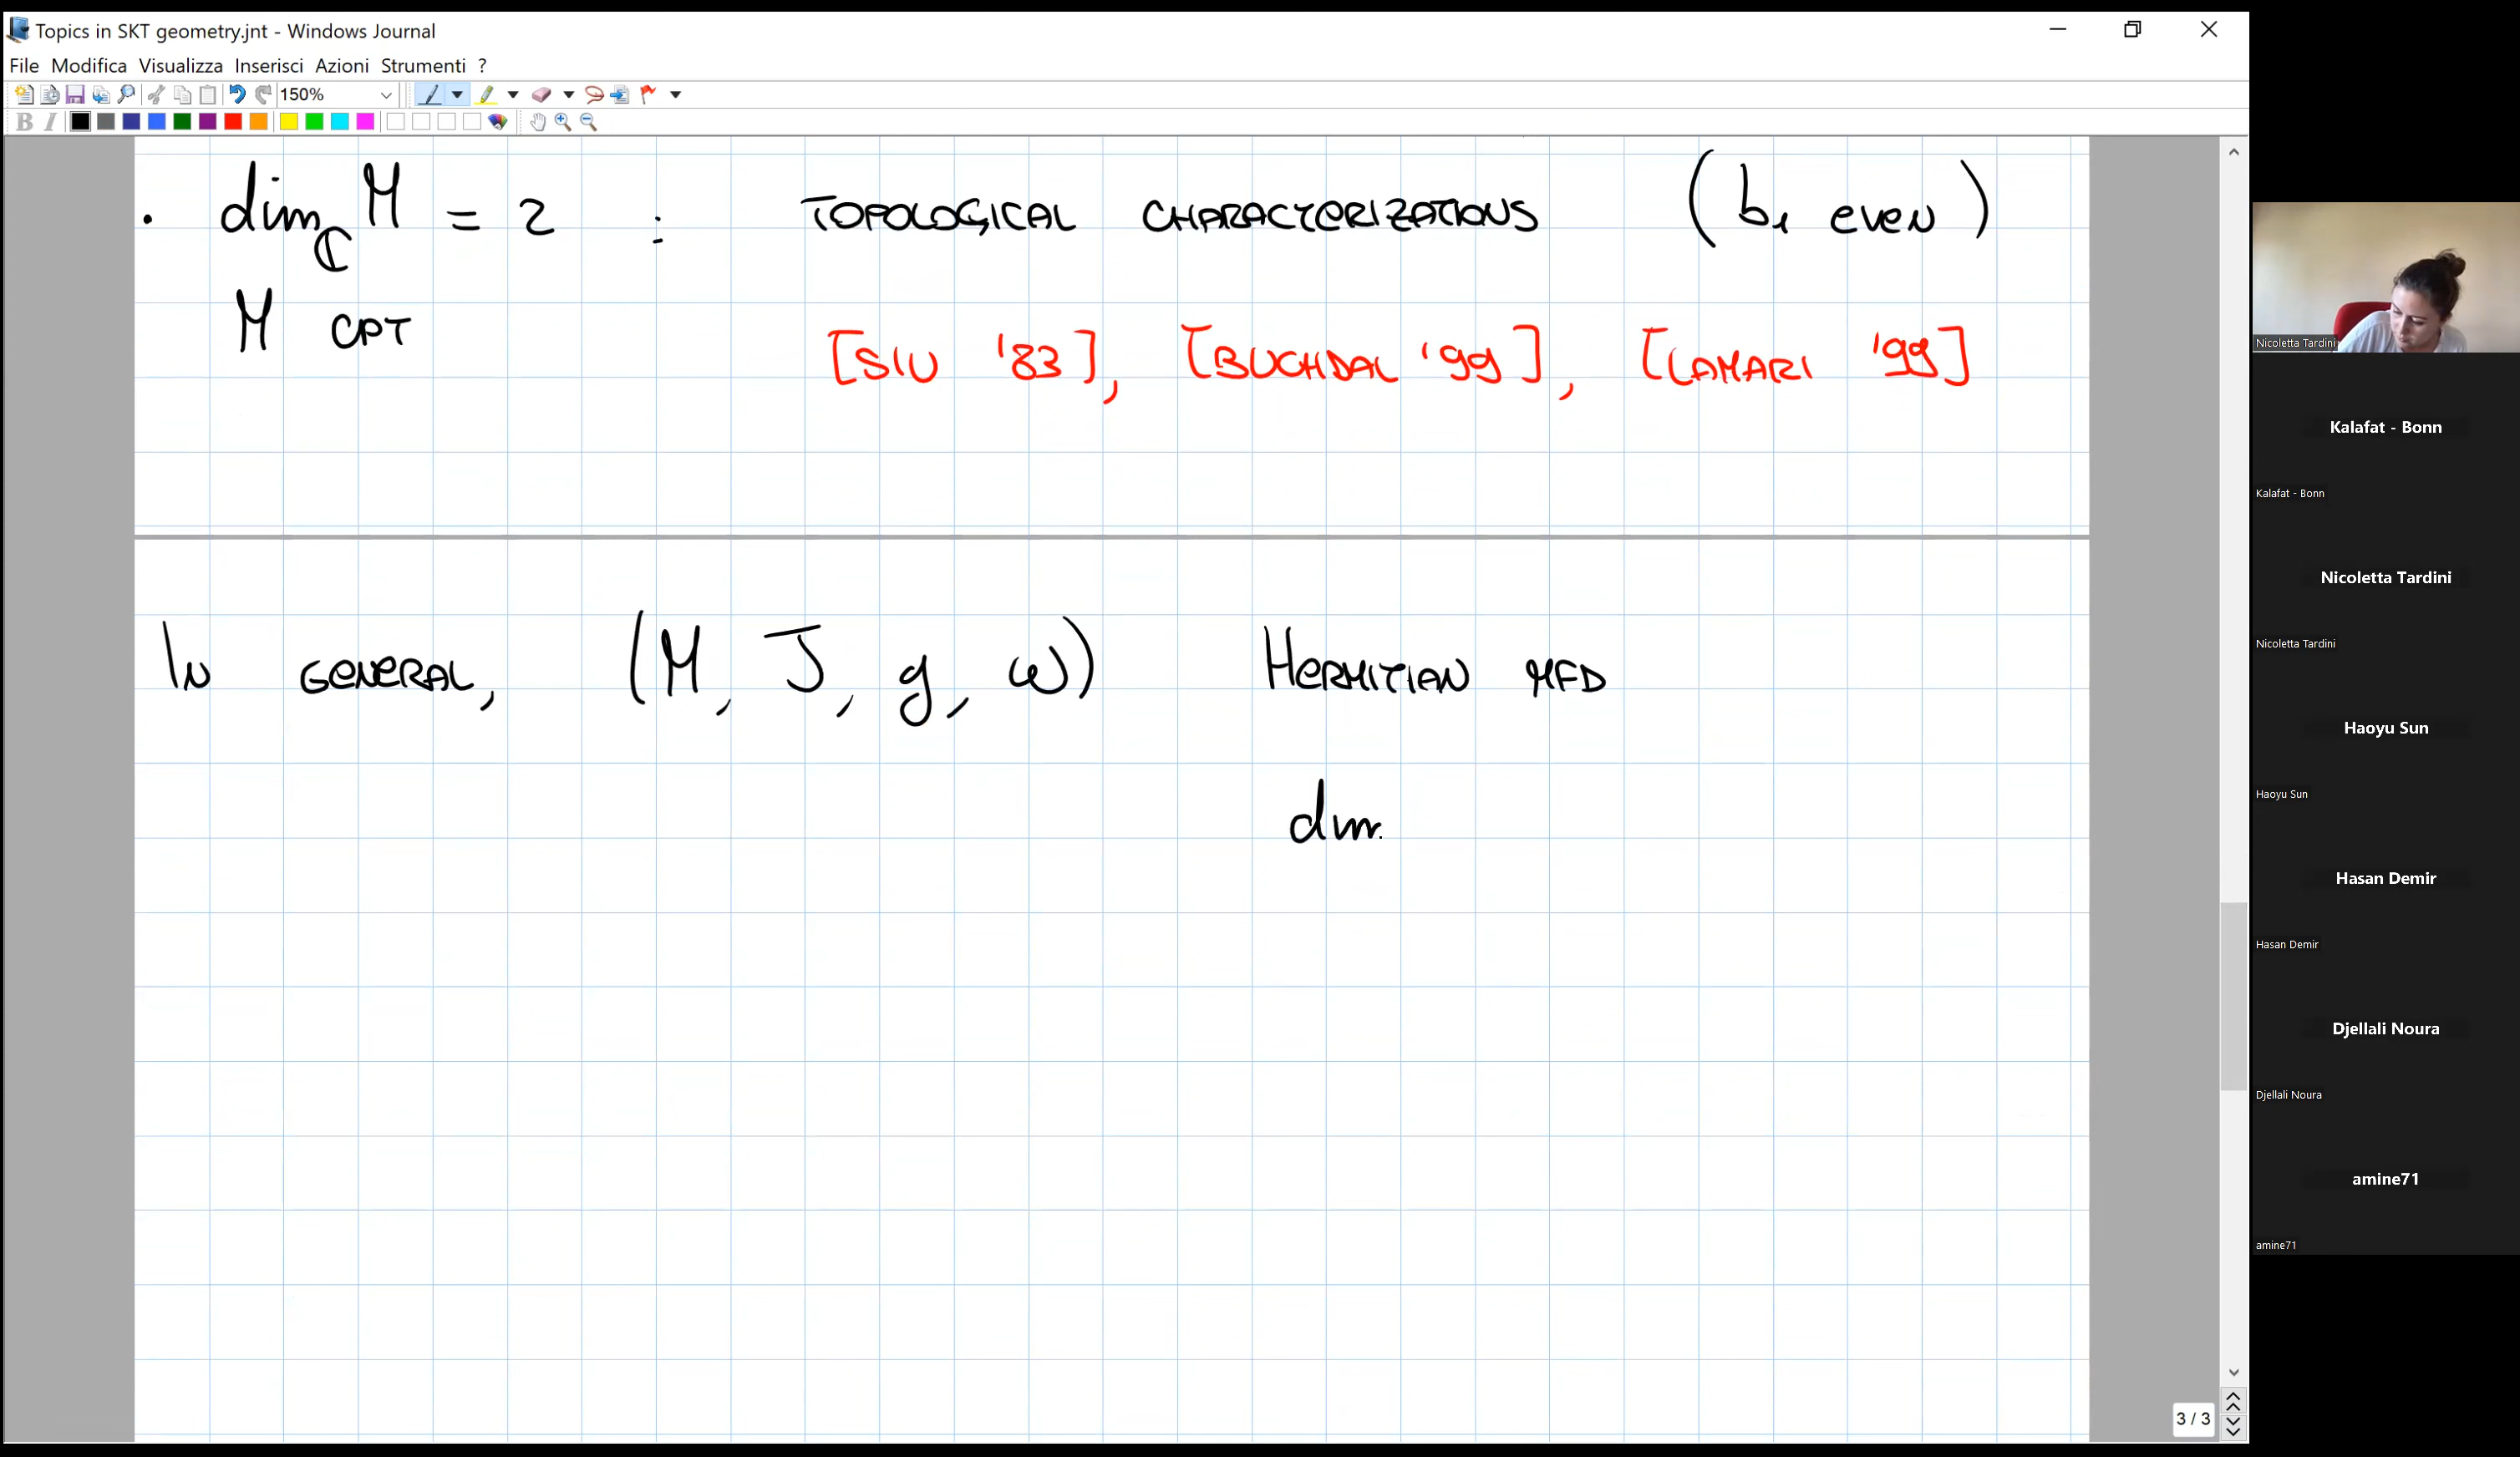 Topics in SKT geometry.jnt - Windows Journal
File Modifica Visualizza Inserisci Azioni Strumenti ?
150%
B I
· dim_ℂ M = 2 : TOPOLOGICAL CHARACTERIZATIONS (b₁ even)
M CPT
[SIU '83], [BUCHDAL '99], [LAMARI '99]
IN GENERAL, (M, J, g, ω) HERMITIAN MFD
dim
3 / 3
Nicoletta Tardini
Kalafat - Bonn
Kalafat - Bonn
Nicoletta Tardini
Nicoletta Tardini
Haoyu Sun
Haoyu Sun
Hasan Demir
Hasan Demir
Djellali Noura
Djellali Noura
amine71
amine71